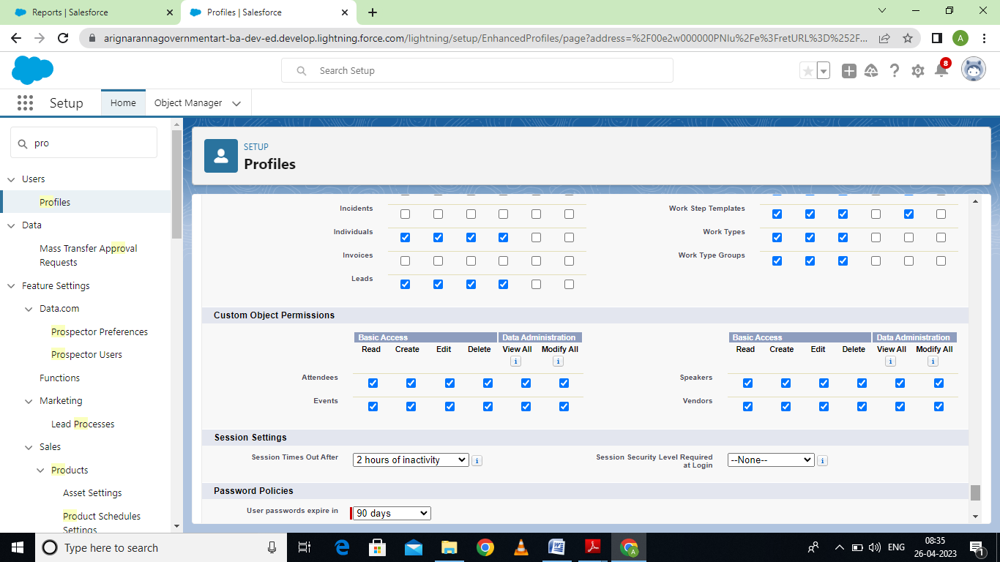 Reports | Salesforce
Profiles | Salesforce
arignarannagovernmentart-ba-dev-ed.develop.lightning.force.com/lightning/setup/EnhancedProfiles/page?address=%2F00e2w000000PNIu%2Fe%3FretURL%3D%252F...
A
Search Setup
8
Setup
Home
Object Manager
pro
Users
Profiles
Data
Mass Transfer Approval
Requests
Feature Settings
Data.com
Prospector Preferences
Prospector Users
Functions
Marketing
Lead Processes
Sales
Products
Asset Settings
Product Schedules
Settings
SETUP
Profiles
Incidents
Individuals
Invoices
Leads
Work Step Templates
Work Types
Work Type Groups
Custom Object Permissions
Basic Access Data Administration
Read Create Edit Delete View All Modify All
i i
Attendees
Events
Basic Access Data Administration
Read Create Edit Delete View All Modify All
i i
Speakers
Vendors
Session Settings
Session Times Out After 2 hours of inactivity i
Session Security Level Required
at Login --None-- i
Password Policies
User passwords expire in 90 days
Type here to search
W
A
ENG
08:35
26-04-2023
1